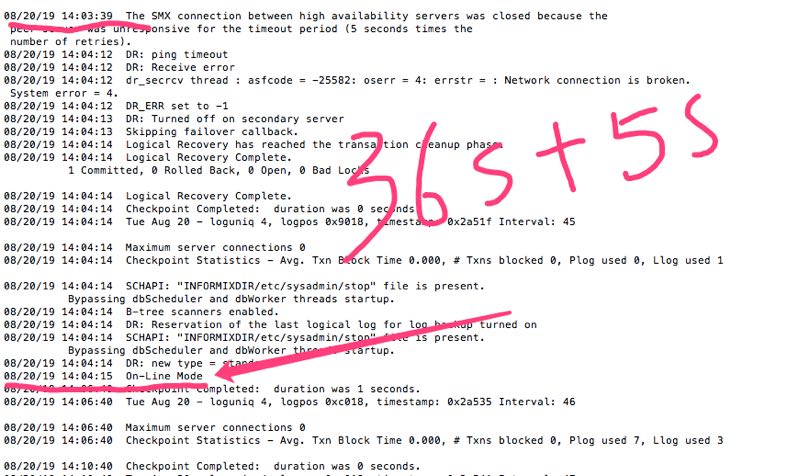 08/20/19 14:03:39 The SMX connection between high availability servers was closed because the
peer server was unresponsive for the timeout period (5 seconds times the
number of retries).
08/20/19 14:04:12 DR: ping timeout
08/20/19 14:04:12 DR: Receive error
08/20/19 14:04:12 dr_secrcv thread : asfcode = -25582: oserr = 4: errstr = : Network connection is broken.
System error = 4.
08/20/19 14:04:12 DR_ERR set to -1
08/20/19 14:04:13 DR: Turned off on secondary server
08/20/19 14:04:13 Skipping failover callback.
08/20/19 14:04:14 Logical Recovery has reached the transaction cleanup phase.
08/20/19 14:04:14 Logical Recovery Complete.
1 Committed, 0 Rolled Back, 0 Open, 0 Bad Locks
36s+5s
08/20/19 14:04:14 Logical Recovery Complete.
08/20/19 14:04:14 Checkpoint Completed: duration was 0 seconds.
08/20/19 14:04:14 Tue Aug 20 - loguniq 4, logpos 0x9018, timestamp: 0x2a51f Interval: 45
08/20/19 14:04:14 Maximum server connections 0
08/20/19 14:04:14 Checkpoint Statistics - Avg. Txn Block Time 0.000, # Txns blocked 0, Plog used 0, Llog used 1
08/20/19 14:04:14 SCHAPI: "INFORMIXDIR/etc/sysadmin/stop" file is present.
Bypassing dbScheduler and dbWorker threads startup.
08/20/19 14:04:14 B-tree scanners enabled.
08/20/19 14:04:14 DR: Reservation of the last logical log for log backup turned on
08/20/19 14:04:14 SCHAPI: "INFORMIXDIR/etc/sysadmin/stop" file is present.
Bypassing dbScheduler and dbWorker threads startup.
08/20/19 14:04:14 DR: new type =
08/20/19 14:04:15 On-Line Mode
08/20/19 14:06:40 Checkpoint Completed: duration was 1 seconds.
08/20/19 14:06:40 Tue Aug 20 - loguniq 4, logpos 0xc018, timestamp: 0x2a535 Interval: 46
08/20/19 14:06:40 Maximum server connections 0
08/20/19 14:06:40 Checkpoint Statistics - Avg. Txn Block Time 0.000, # Txns blocked 0, Plog used 7, Llog used 3
08/20/19 14:10:40 Checkpoint Completed: duration was 0 seconds.